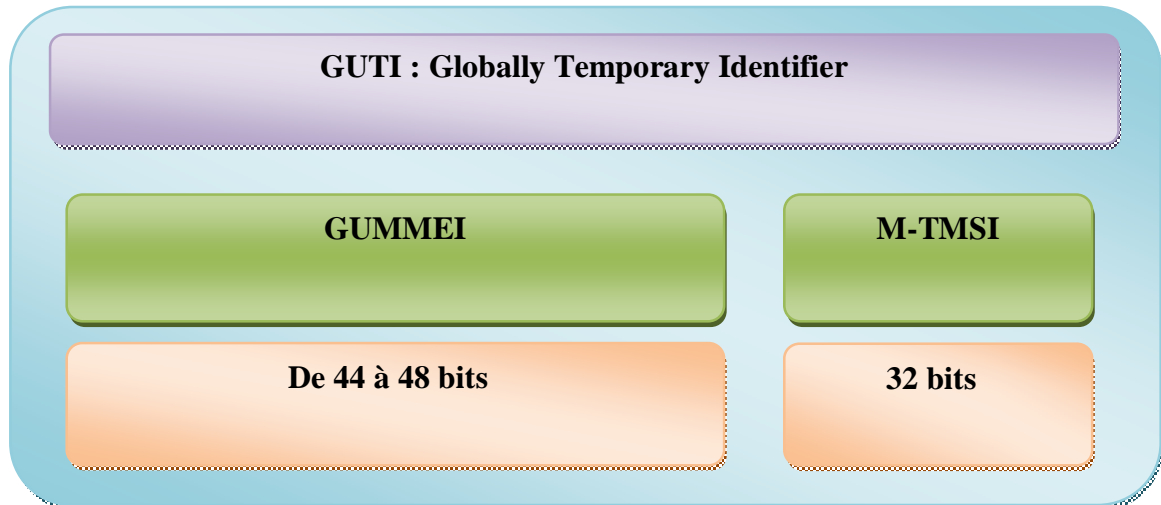 GUTI : Globally Temporary Identifier
GUMMEI
M-TMSI
De 44 à 48 bits
32 bits